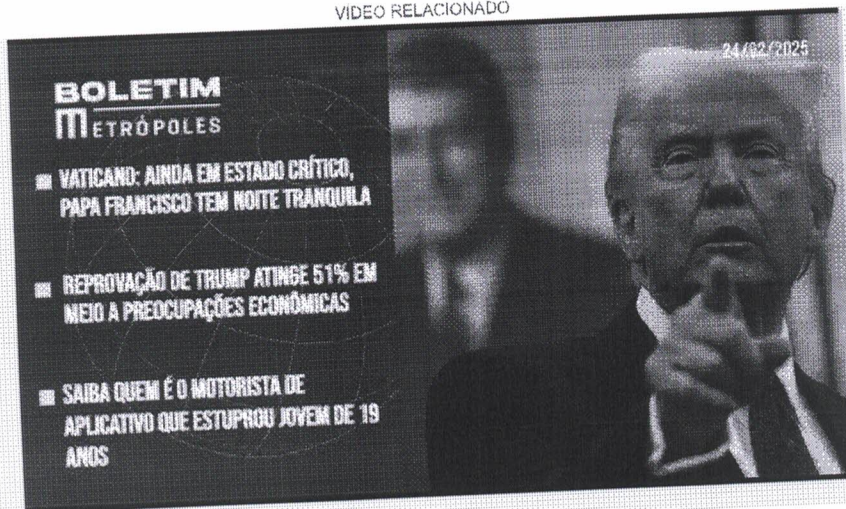 VIDEO RELACIONADO
24/02/2025
BOLETIM
METRÓPOLES
VATICANO: AINDA EM ESTADO CRÍTICO,
PAPA FRANCISCO TEM NOITE TRANQUILA
REPROVAÇÃO DE TRUMP ATINGE 51% EM
MEIO A PREOCUPAÇÕES ECONÔMICAS
SAIBA QUEM É O MOTORISTA DE
APLICATIVO QUE ESTUPROU JOVEM DE 19
ANOS